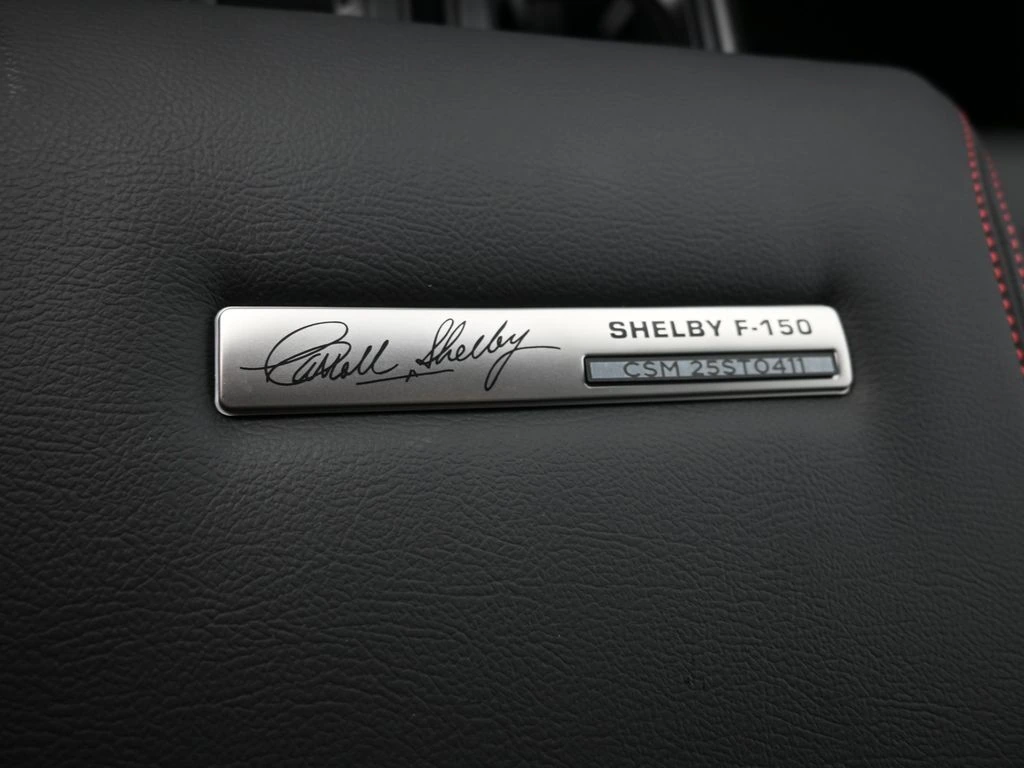 Carroll Shelby
SHELBY F-150
CSM 25ST0411